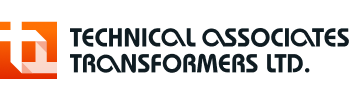 TECHNICAL ASSOCIATES
TRANSFORMERS LTD.